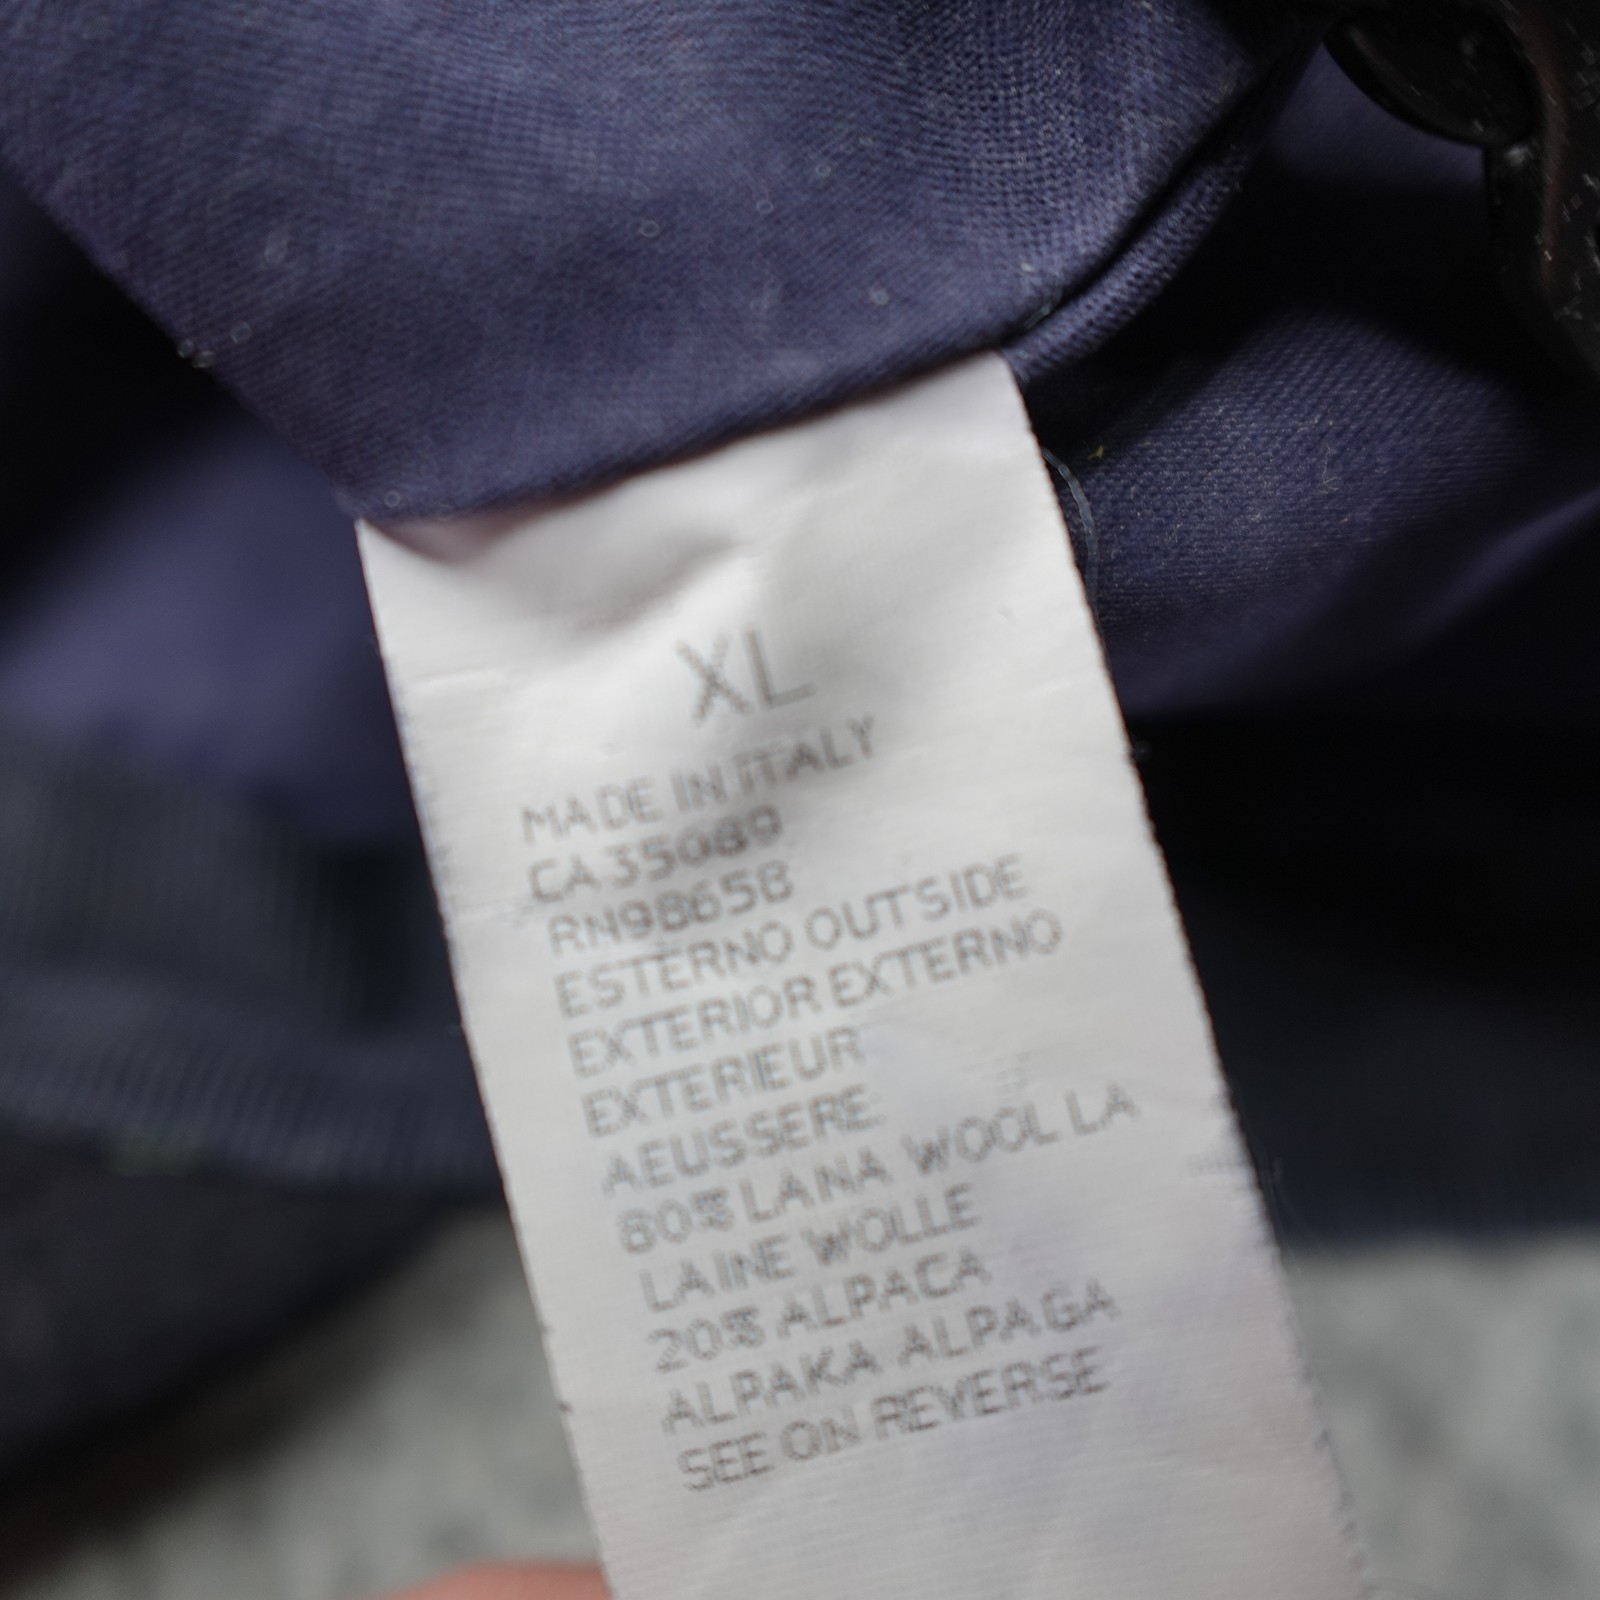 XL
MADE IN ITALY
CA35089
RN98658
ESTERNO OUTSIDE
EXTERIOR EXTERNO
EXTERIEUR
AEUSSERE:
80% LANA WOOL LA
LAINE WOLLE
20% ALPACA
ALPAKA ALPAGA
SEE ON REVERSE